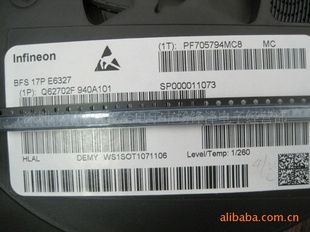 Infineon
(1T): PF705794MC8 MC
BFS 17P E6327
(1P): Q62702F 940A101 SP000011073
HLAL DEMY WS1SOT1071106 Level/Temp: 1/260
alibaba.com.cn